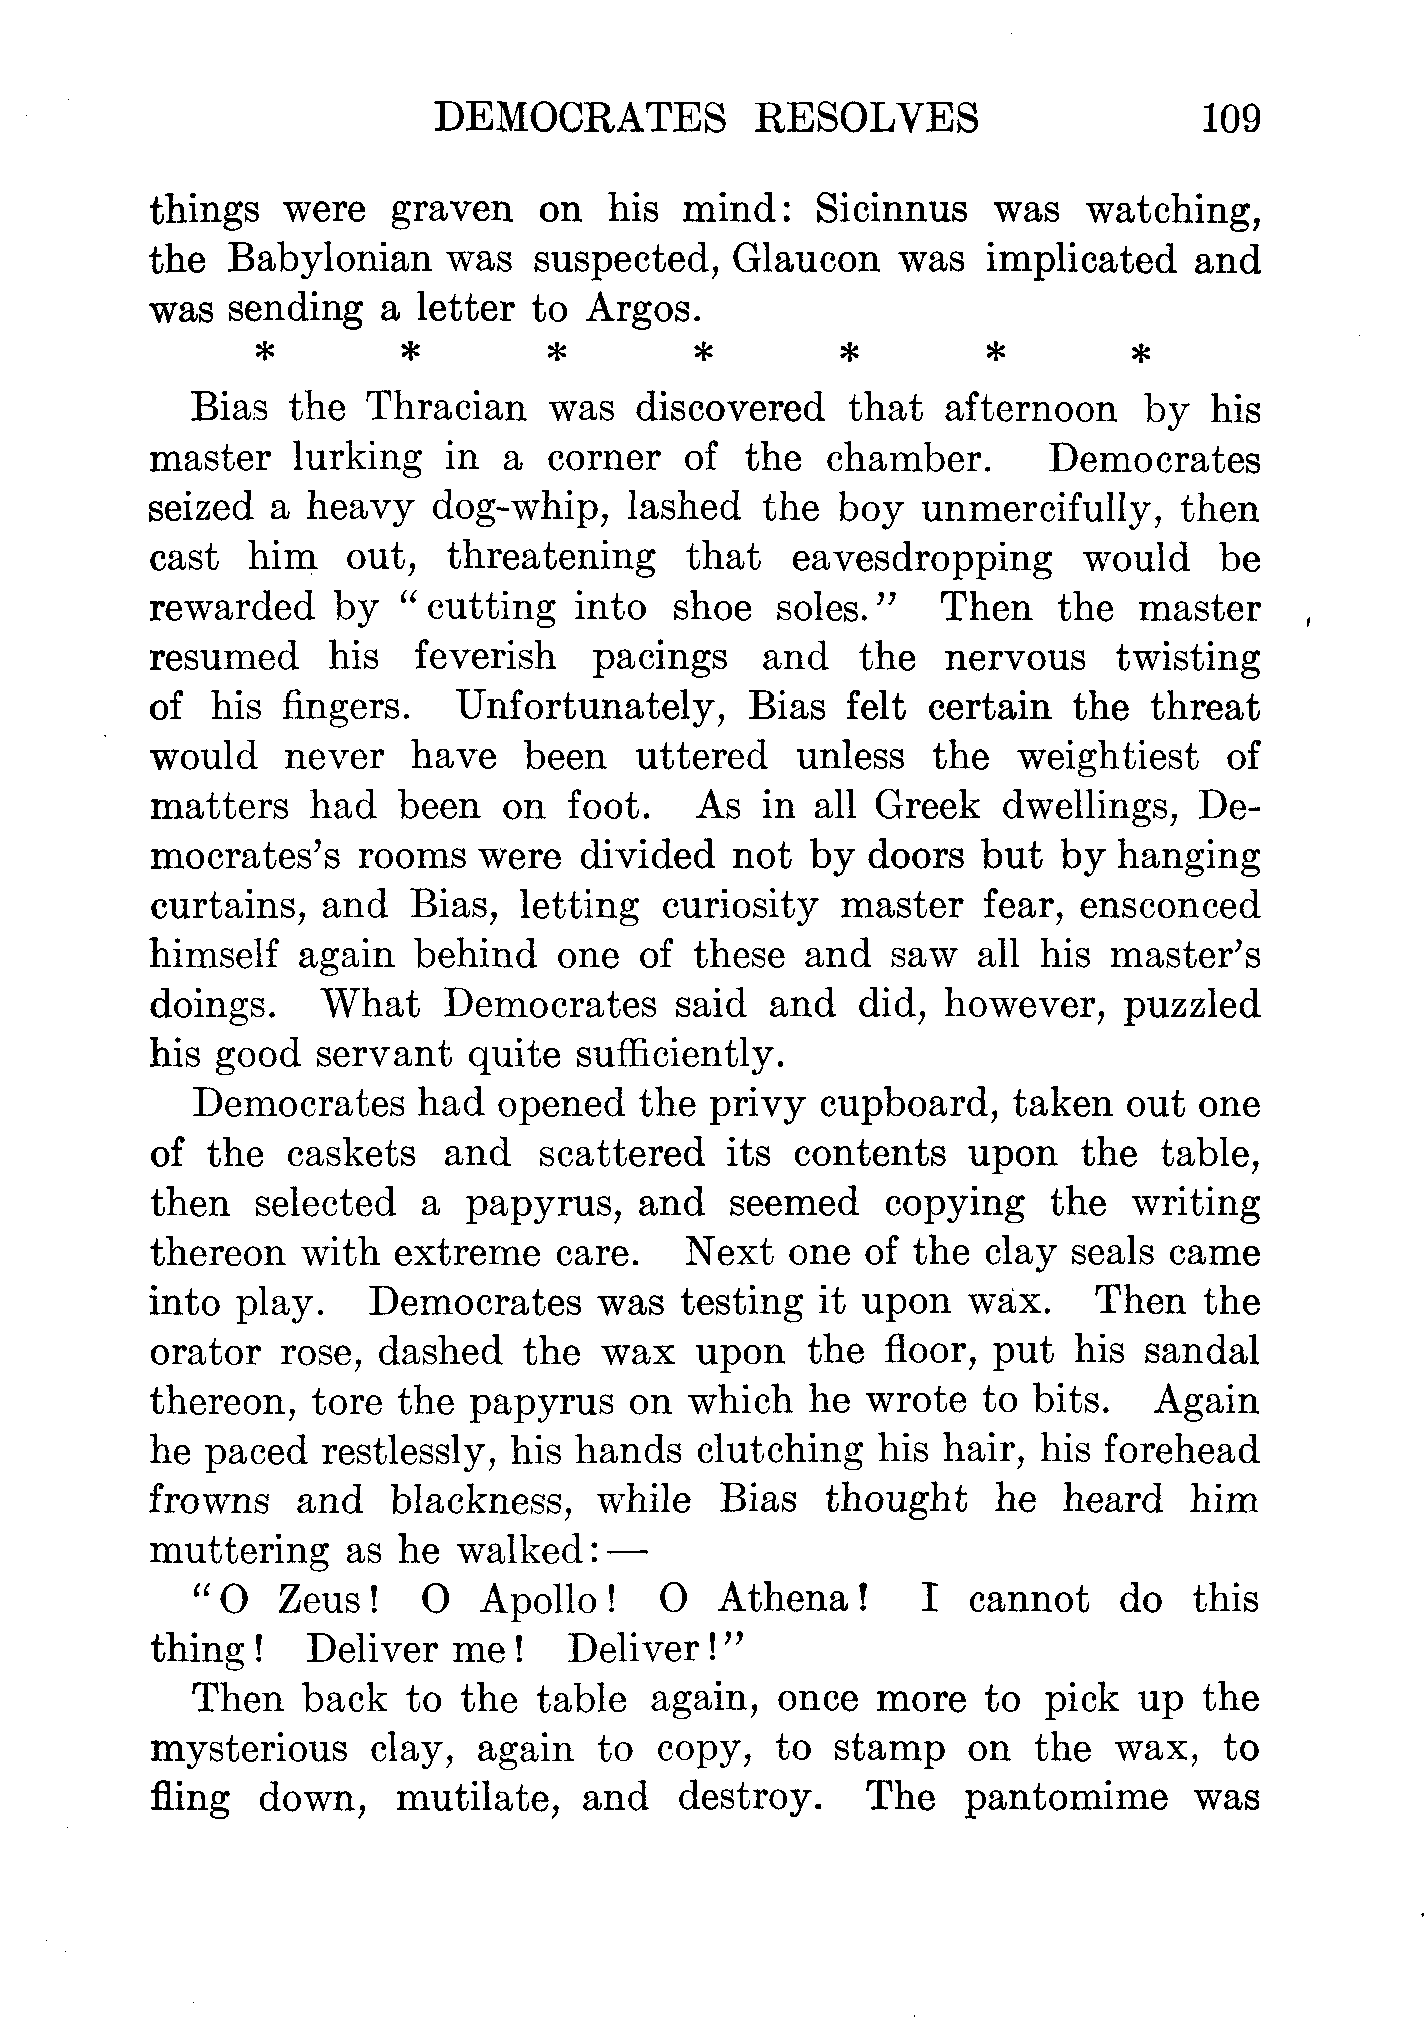 DEMOCRATES RESOLVES 109
things were graven on his mind: Sicinnus was watching,
the Babylonian was suspected, Glaucon was implicated and
was sending a letter to Argos.
* * * * * * *
Bias the Thracian was discovered that afternoon by his
master lurking in a corner of the chamber. Democrates
seized a heavy dog-whip, lashed the boy unmercifully, then
cast him out, threatening that eavesdropping would be
rewarded by “cutting into shoe soles.” Then the master
resumed his feverish pacings and the nervous twisting
of his fingers. Unfortunately, Bias felt certain the threat
would never have been uttered unless the weightiest of
matters had been on foot. As in all Greek dwellings, De-
mocrates’s rooms were divided not by doors but by hanging
curtains, and Bias, letting curiosity master fear, ensconced
himself again behind one of these and saw all his master’s
doings. What Democrates said and did, however, puzzled
his good servant quite sufficiently.
Democrates had opened the privy cupboard, taken out one
of the caskets and scattered its contents upon the table,
then selected a papyrus, and seemed copying the writing
thereon with extreme care. Next one of the clay seals came
into play. Democrates was testing it upon wax. Then the
orator rose, dashed the wax upon the floor, put his sandal
thereon, tore the papyrus on which he wrote to bits. Again
he paced restlessly, his hands clutching his hair, his forehead
frowns and blackness, while Bias thought he heard him
muttering as he walked:—
“O Zeus! O Apollo! O Athena! I cannot do this
thing! Deliver me! Deliver!”
Then back to the table again, once more to pick up the
mysterious clay, again to copy, to stamp on the wax, to
fling down, mutilate, and destroy. The pantomime was